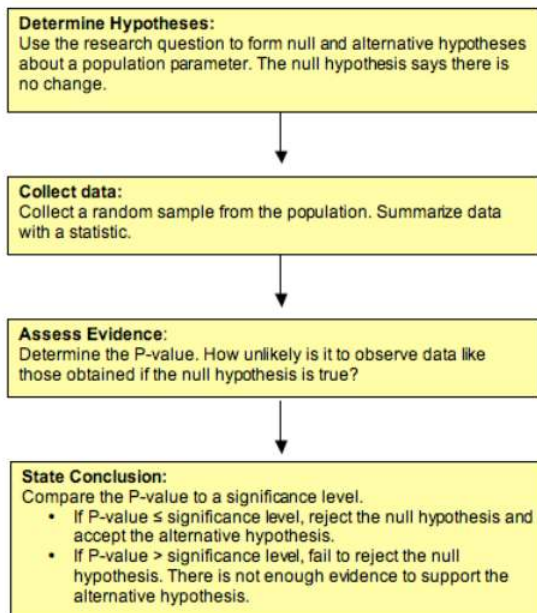 Determine Hypotheses:
Use the research question to form null and alternative hypotheses
about a population parameter. The null hypothesis says there is
no change.
Collect data:
Collect a random sample from the population. Summarize data
with a statistic.
Assess Evidence:
Determine the P-value. How unlikely is it to observe data like
those obtained if the null hypothesis is true?
State Conclusion:
Compare the P-value to a significance level.
• If P-value ≤ significance level, reject the null hypothesis and
accept the alternative hypothesis.
• If P-value > significance level, fail to reject the null
hypothesis. There is not enough evidence to support the
alternative hypothesis.